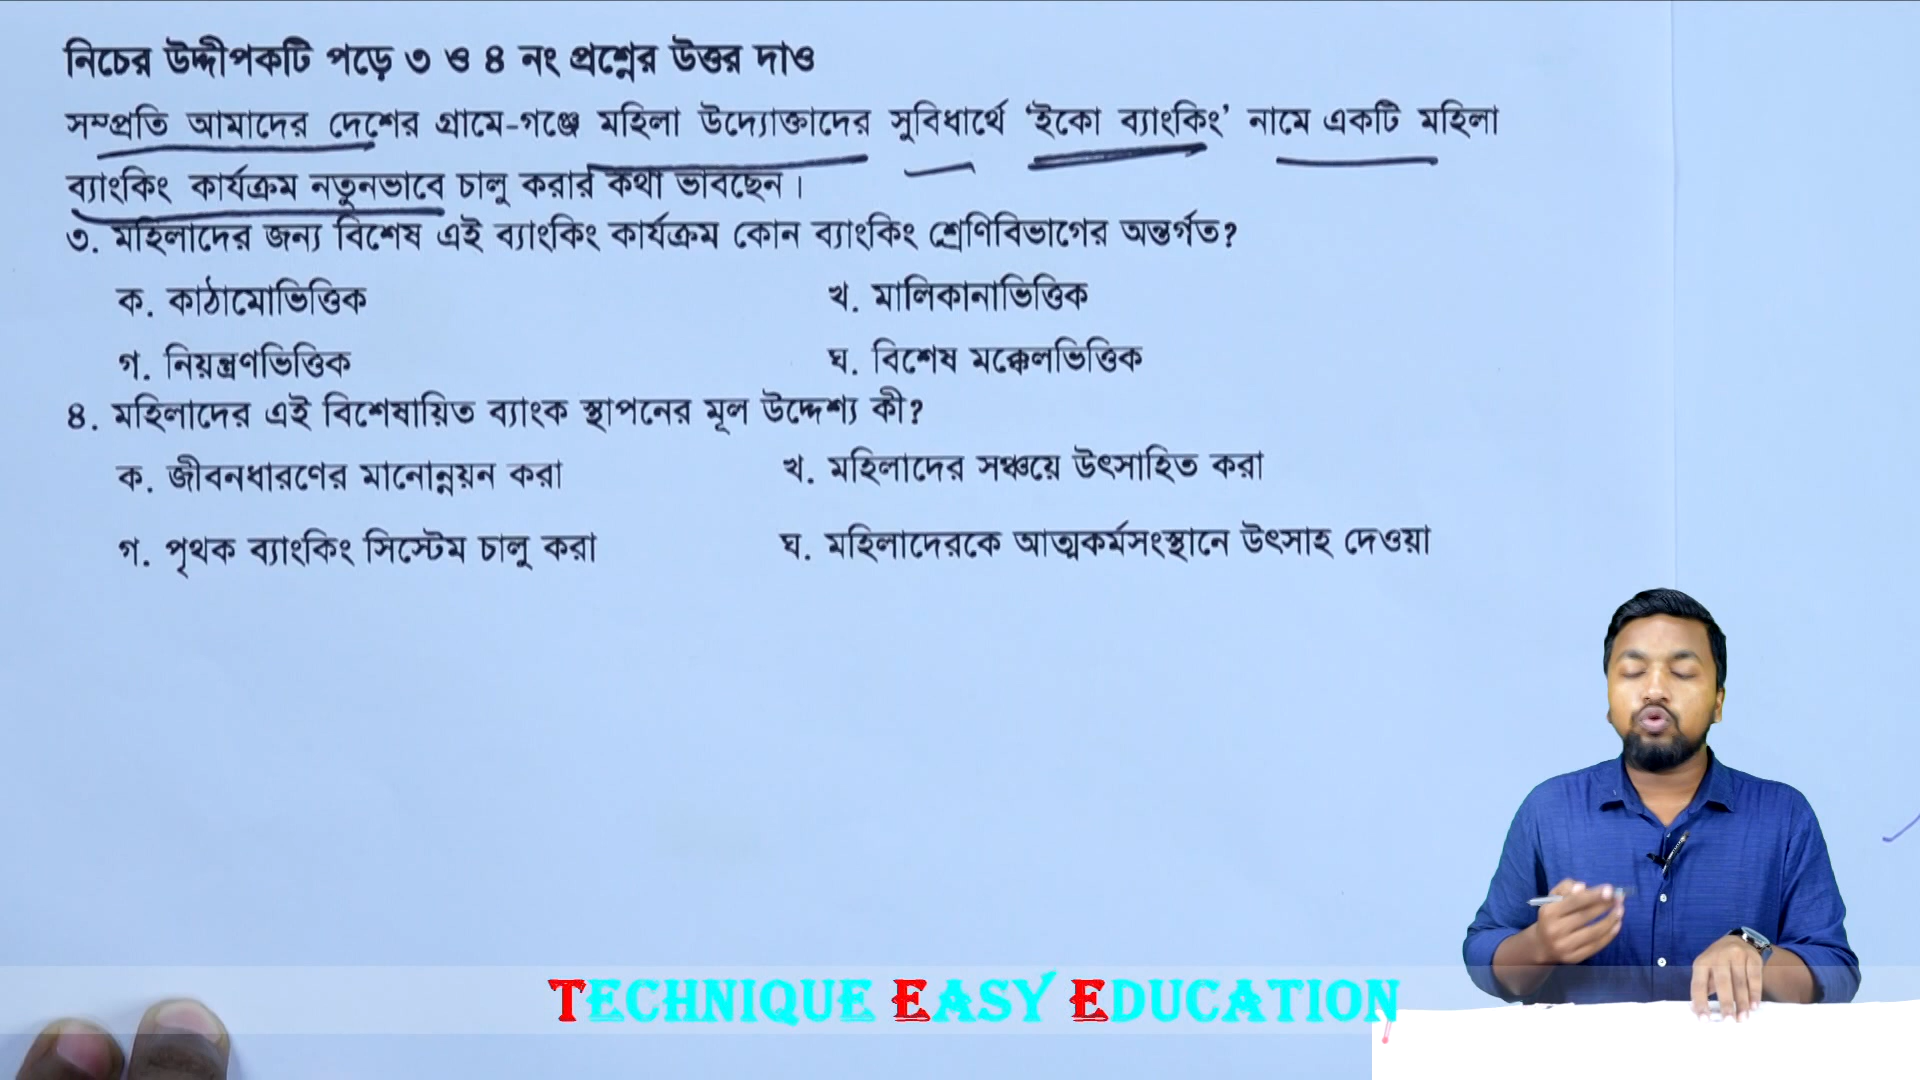 নিচের উদ্দীপকটি পড়ে ৩ ও ৪ নং প্রশ্নের উত্তর দাও
সম্প্রতি আমাদের দেশের গ্রামে-গঞ্জে মহিলা উদ্যোক্তাদের সুবিধার্থে ‘ইকো ব্যাংকিং’ নামে একটি মহিলা
ব্যাংকিং কার্যক্রম নতুনভাবে চালু করার কথা ভাবছেন।
৩. মহিলাদের জন্য বিশেষ এই ব্যাংকিং কার্যক্রম কোন ব্যাংকিং শ্রেণিবিভাগের অন্তর্গত?
ক. কাঠামোভিত্তিক খ. মালিকানাভিত্তিক
গ. নিয়ন্ত্রণভিত্তিক ঘ. বিশেষ মক্কেলভিত্তিক
৪. মহিলাদের এই বিশেষায়িত ব্যাংক স্থাপনের মূল উদ্দেশ্য কী?
ক. জীবনধারণের মানোন্নয়ন করা খ. মহিলাদের সঞ্চয়ে উৎসাহিত করা
গ. পৃথক ব্যাংকিং সিস্টেম চালু করা ঘ. মহিলাদেরকে আত্মকর্মসংস্থানে উৎসাহ দেওয়া
TECHNIQUE EASY EDUCATION